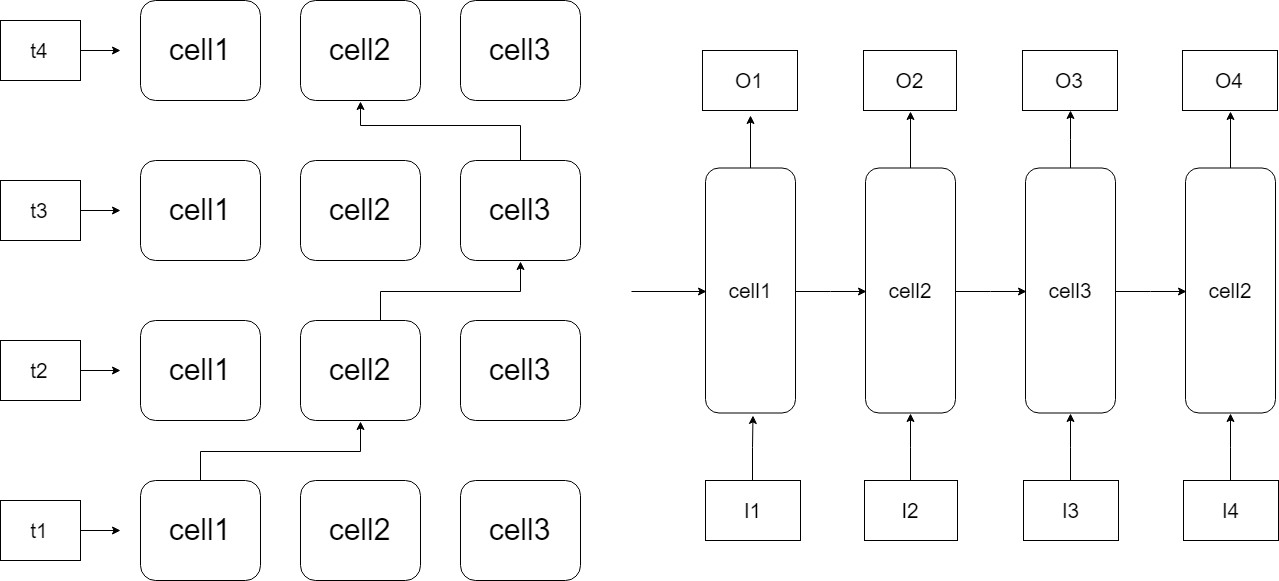 t4
cell1
cell2
cell3
t3
cell1
cell2
cell3
t2
cell1
cell2
cell3
t1
cell1
cell2
cell3
O1
O2
O3
O4
cell1
cell2
cell3
cell2
I1
I2
I3
I4